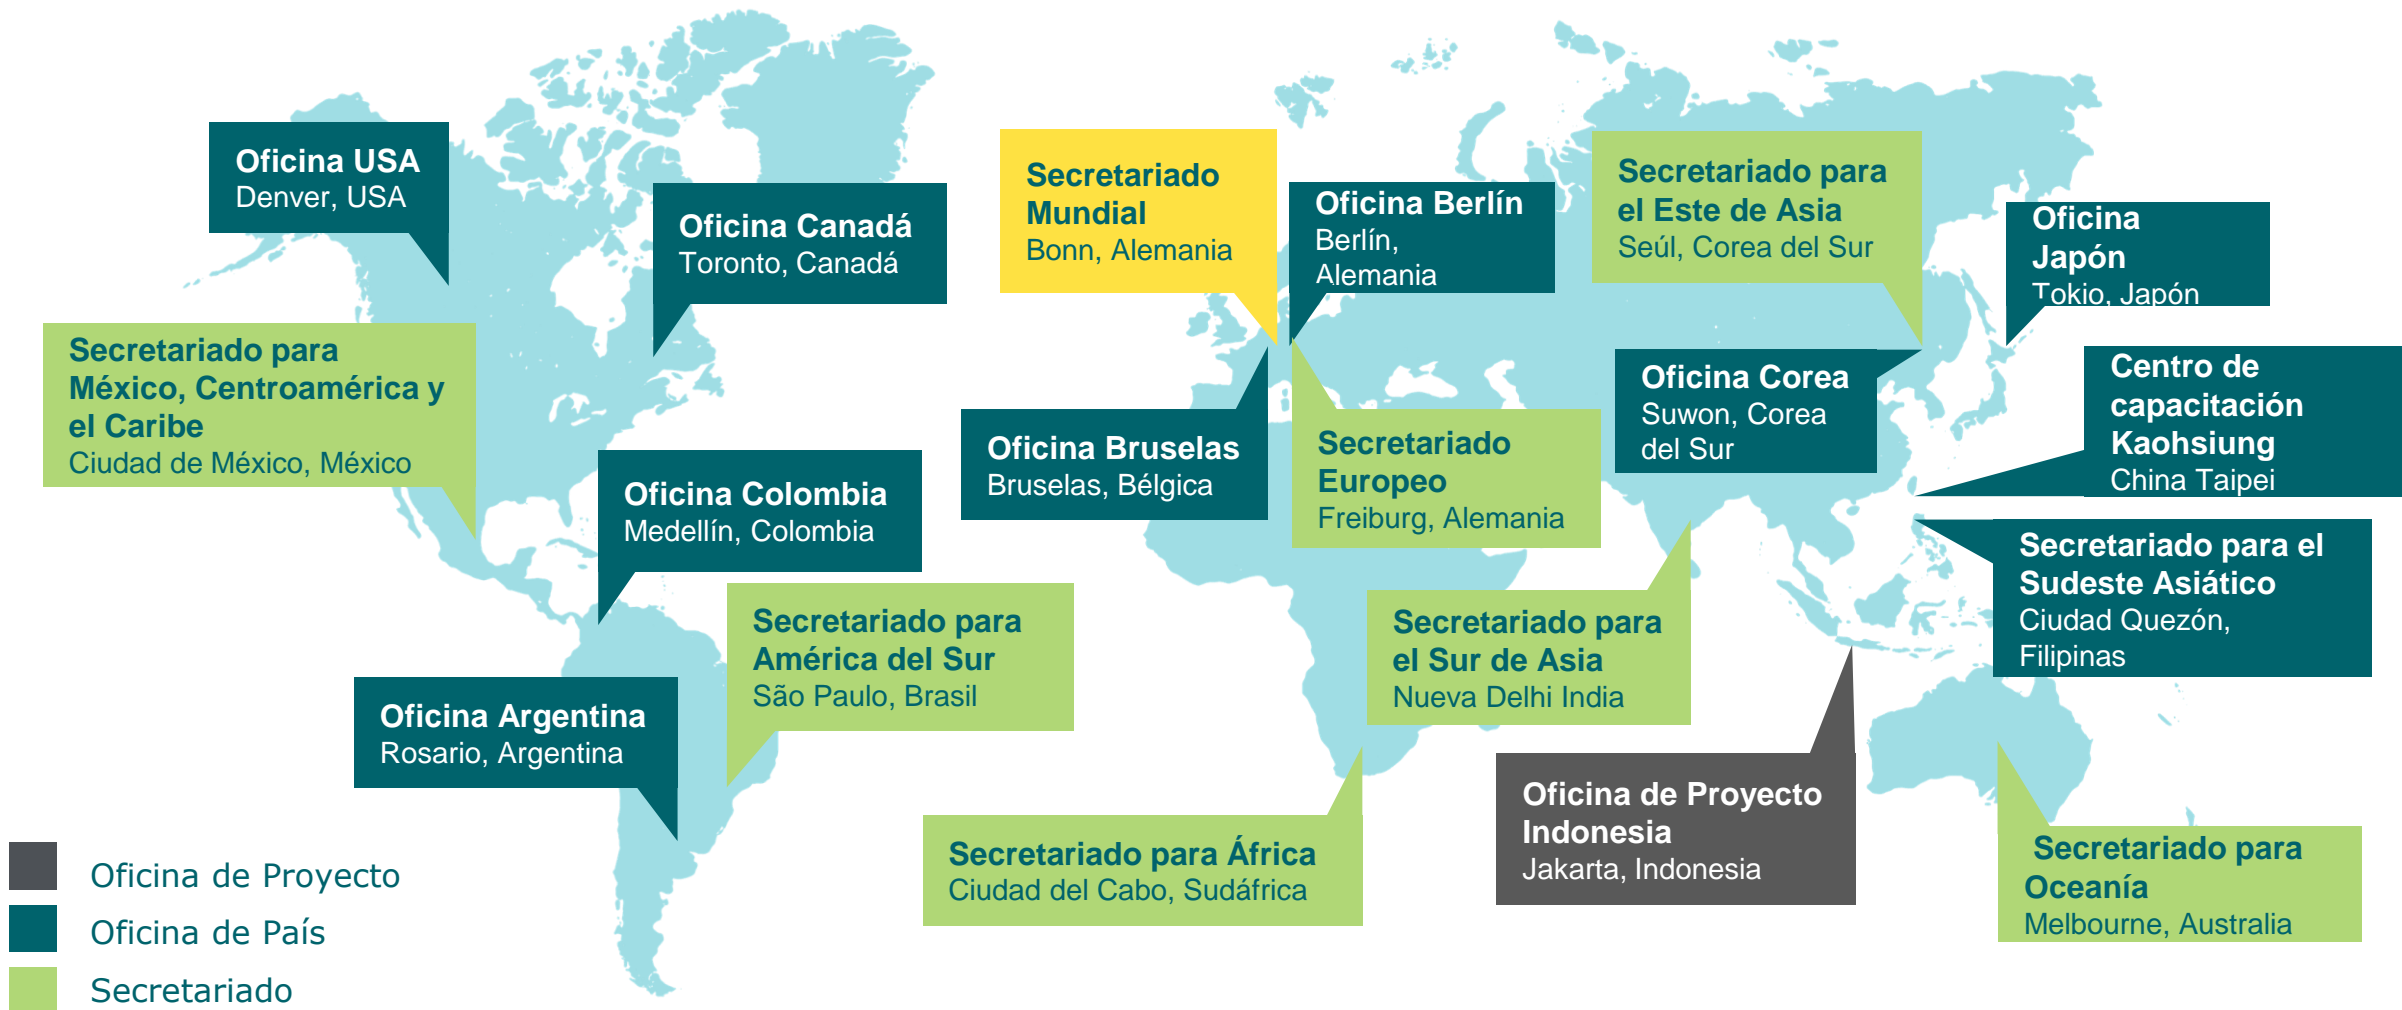 Oficina USA
Denver, USA
Oficina Canadá
Toronto, Canadá
Secretariado
Mundial
Bonn, Alemania
Oficina Berlín
Berlín,
Alemania
Secretariado para
el Este de Asia
Seúl, Corea del Sur
Oficina
Japón
Tokio, Japón
Secretariado para
México, Centroamérica y
el Caribe
Ciudad de México, México
Oficina Colombia
Medellín, Colombia
Oficina Bruselas
Bruselas, Bélgica
Secretariado
Europeo
Freiburg, Alemania
Oficina Corea
Suwon, Corea
del Sur
Centro de
capacitación
Kaohsiung
China Taipei
Secretariado para el
Sudeste Asiático
Ciudad Quezón,
Filipinas
Secretariado para
América del Sur
São Paulo, Brasil
Secretariado para
el Sur de Asia
Nueva Delhi India
Oficina Argentina
Rosario, Argentina
Secretariado para África
Ciudad del Cabo, Sudáfrica
Oficina de Proyecto
Indonesia
Jakarta, Indonesia
Secretariado para
Oceanía
Melbourne, Australia
Oficina de Proyecto
Oficina de País
Secretariado